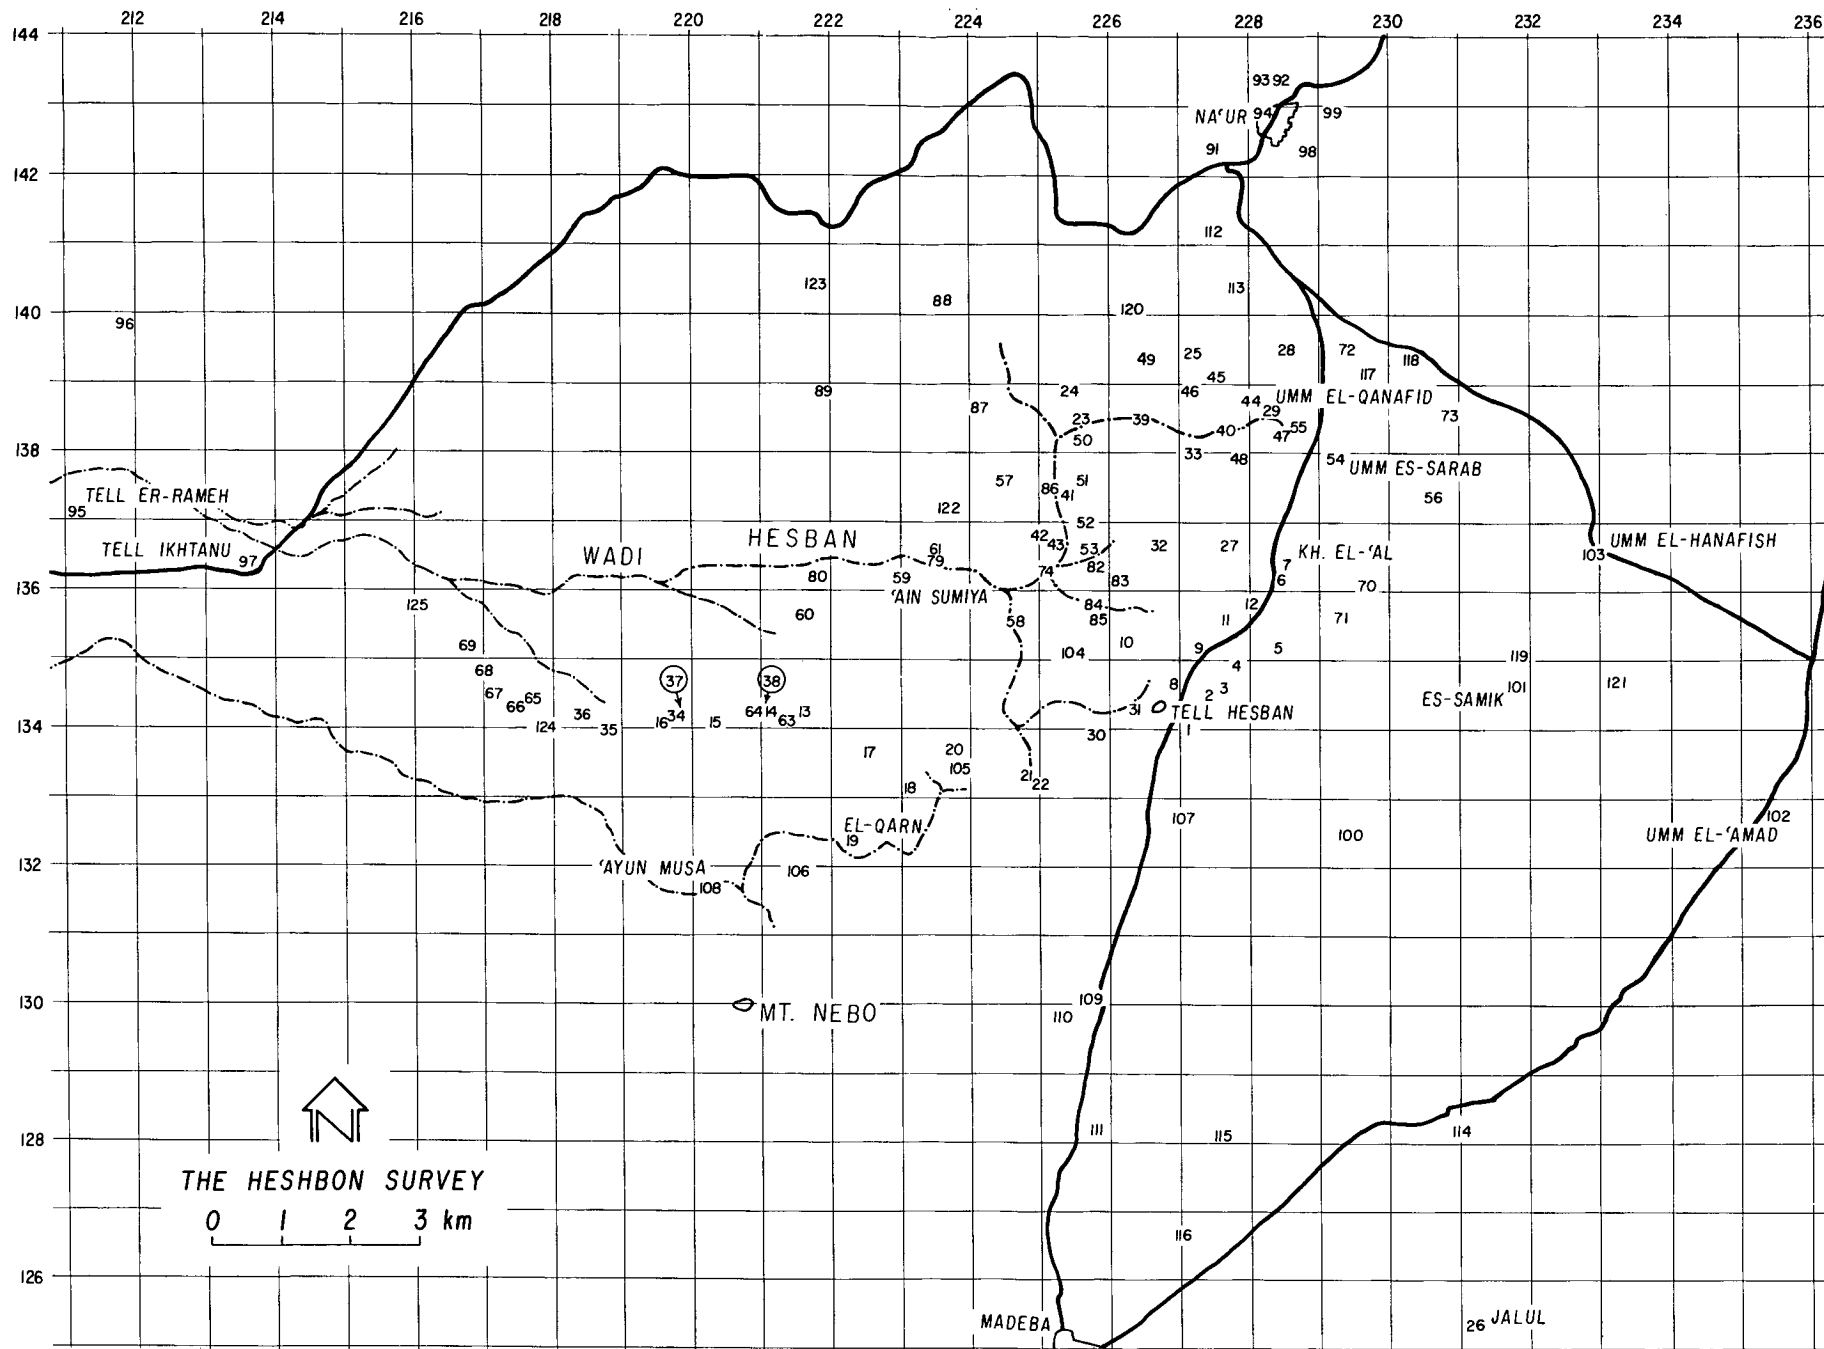 212 214 216 218 220 222 224 226 228 230 232 234 236
144
93 92
NAʿUR 94 99
91 98
142
112
123 113
88
140 120
96
49 25 28 72 118
45 117
89 24 46 44 UMM EL-QANAFID
87 29 73
23 39 40 47 55
50
138 33 48 54 UMM ES-SARAB
57 51
TELL ER-RAMEH 86 41 56
95 122
52
HESBAN 42 43 32 27 KH. EL-ʿAL UMM EL-HANAFISH
TELL IKHTANU 97 WADI 61 53 103
79 82 7
74
136 80 59 83 6 70
125 ʿAIN SUMIYA 84 12
60 58 85 11 71
69 10 9 5
104 119
68 4
37 38 8 3 101 121
67 65 2 ES-SAMIK
66 36 34 64 14 13 31 TELL HESBAN
134 124 35 16 15 63 30 1
17 20
105
21 22
18
107 102
EL-QARN
19 100 UMM EL-ʿAMAD
132 ʿAYUN MUSA 106
108
130 109
MT. NEBO 110
N
128 111 115 114
THE HESHBON SURVEY
0 1 2 3 km
116
126
MADEBA 26 JALUL